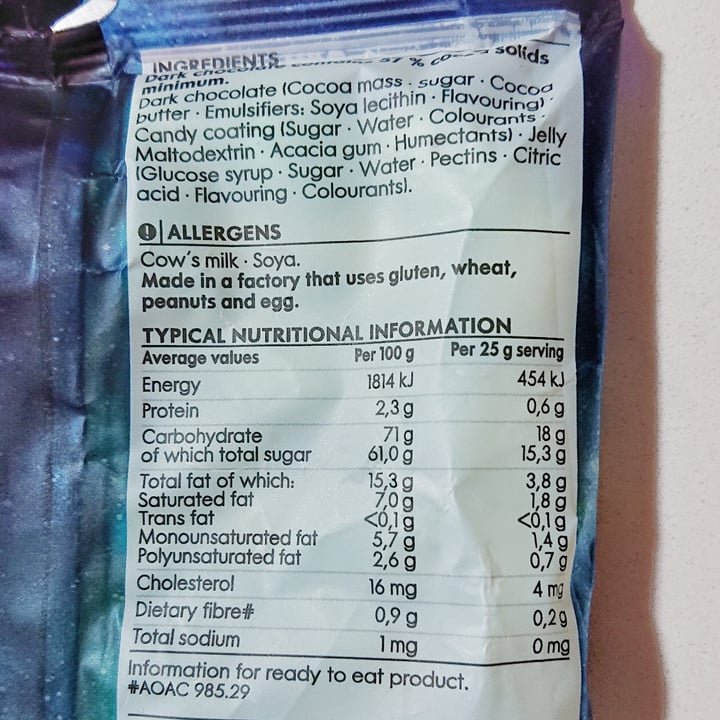 INGREDIENTS
Dark chocolate contains 57 % cocoa solids
minimum.
Dark chocolate (Cocoa mass · sugar · Cocoa
butter · Emulsifiers: Soya lecithin · Flavouring) ·
Candy coating (Sugar · Water · Colourants ·
Maltodextrin · Acacia gum · Humectants) · Jelly
(Glucose syrup · Sugar · Water · Pectins · Citric
acid · Flavouring · Colourants).
ALLERGENS
Cow's milk · Soya.
Made in a factory that uses gluten, wheat,
peanuts and egg.
TYPICAL NUTRITIONAL INFORMATION
Average values Per 100 g Per 25 g serving
Energy 1814 kJ 454 kJ
Protein 2,3 g 0,6 g
Carbohydrate 71 g 18 g
of which total sugar 61,0 g 15,3 g
Total fat of which: 15,3 g 3,8 g
Saturated fat 7,0 g 1,8 g
Trans fat <0,1 g <0,1 g
Monounsaturated fat 5,7 g 1,4 g
Polyunsaturated fat 2,6 g 0,7 g
Cholesterol 16 mg 4 mg
Dietary fibre# 0,9 g 0,2 g
Total sodium 1 mg 0 mg
Information for ready to eat product.
#AOAC 985.29